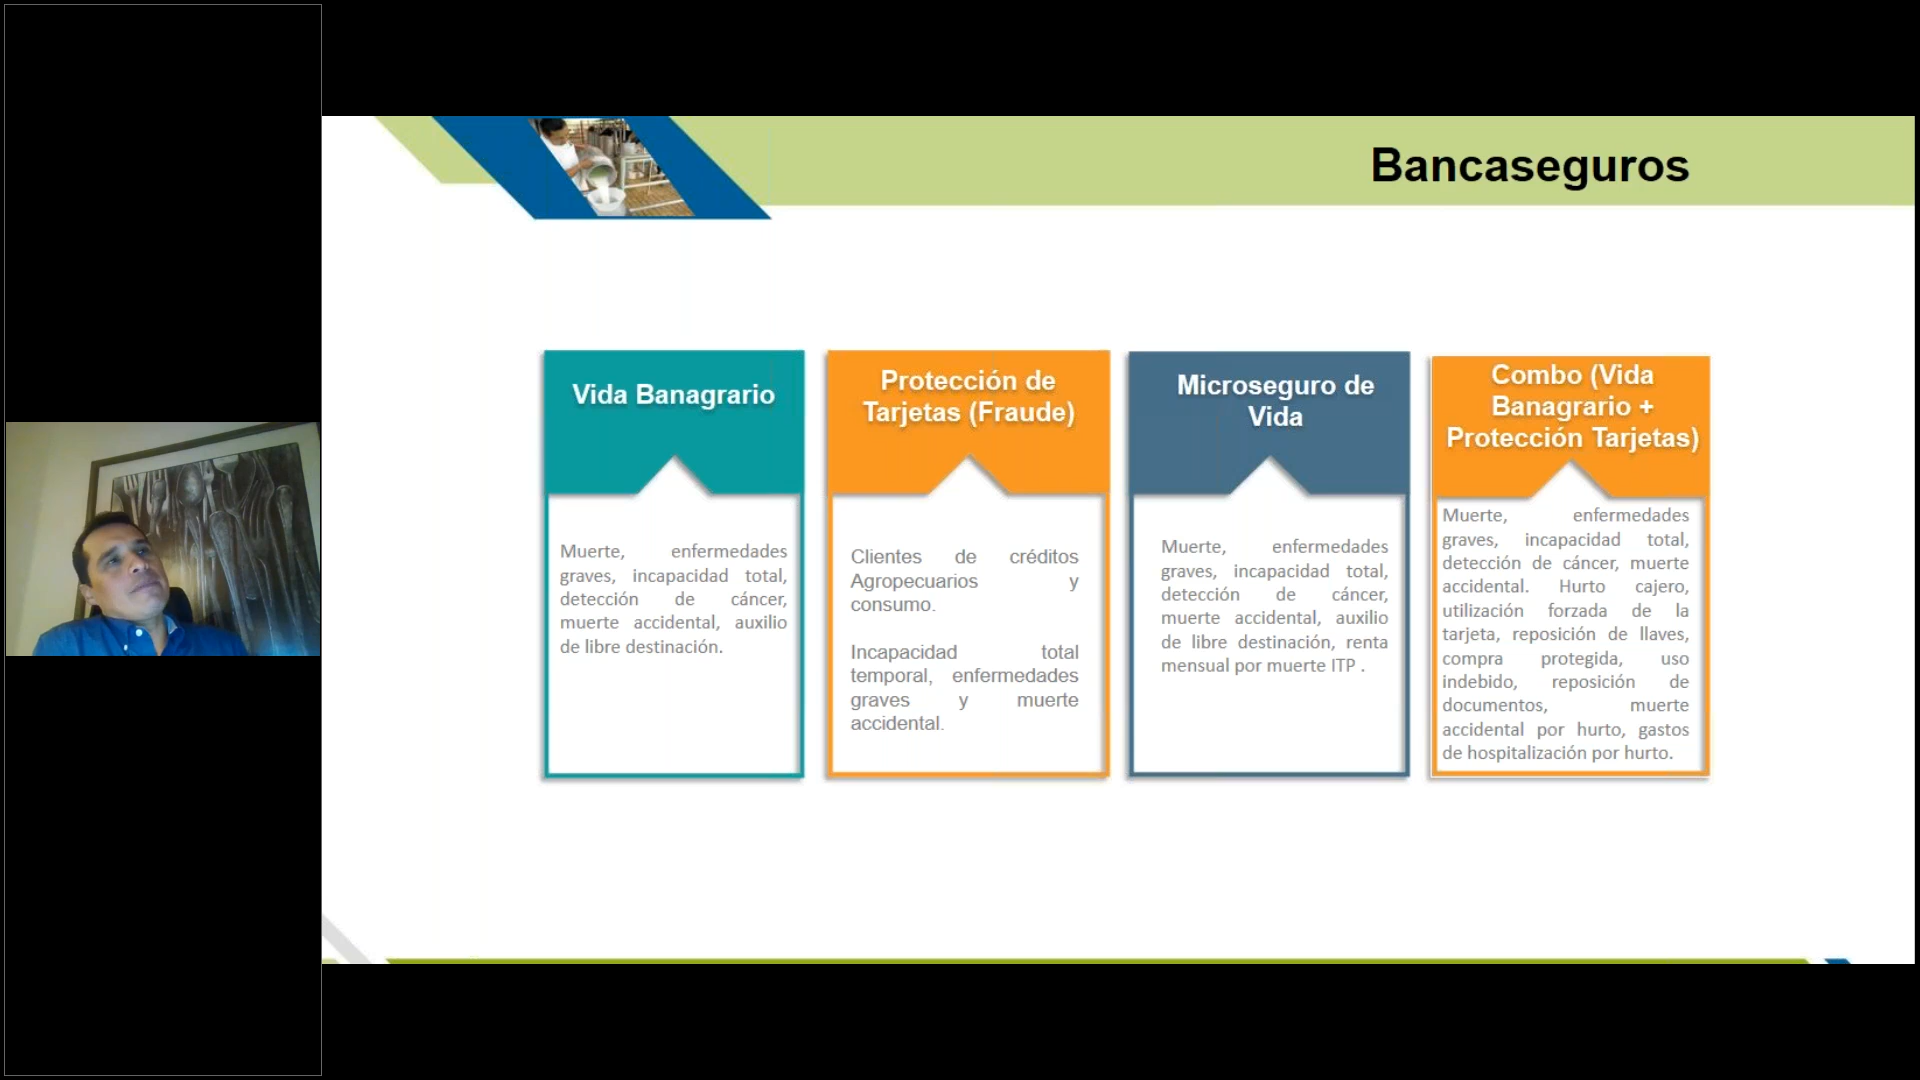 Bancaseguros
Vida Banagrario
Muerte, enfermedades
graves, incapacidad total,
detección de cáncer,
muerte accidental, auxilio
de libre destinación.
Protección de
Tarjetas (Fraude)
Clientes de créditos
Agropecuarios y
consumo.
Incapacidad total
temporal, enfermedades
graves y muerte
accidental.
Microseguro de
Vida
Muerte, enfermedades
graves, incapacidad total,
detección de cáncer,
muerte accidental, auxilio
de libre destinación, renta
mensual por muerte ITP .
Combo (Vida
Banagrario +
Protección Tarjetas)
Muerte, enfermedades
graves, incapacidad total,
detección de cáncer, muerte
accidental. Hurto cajero,
utilización forzada de la
tarjeta, reposición de llaves,
compra protegida, uso
indebido, reposición de
documentos, muerte
accidental por hurto, gastos
de hospitalización por hurto.